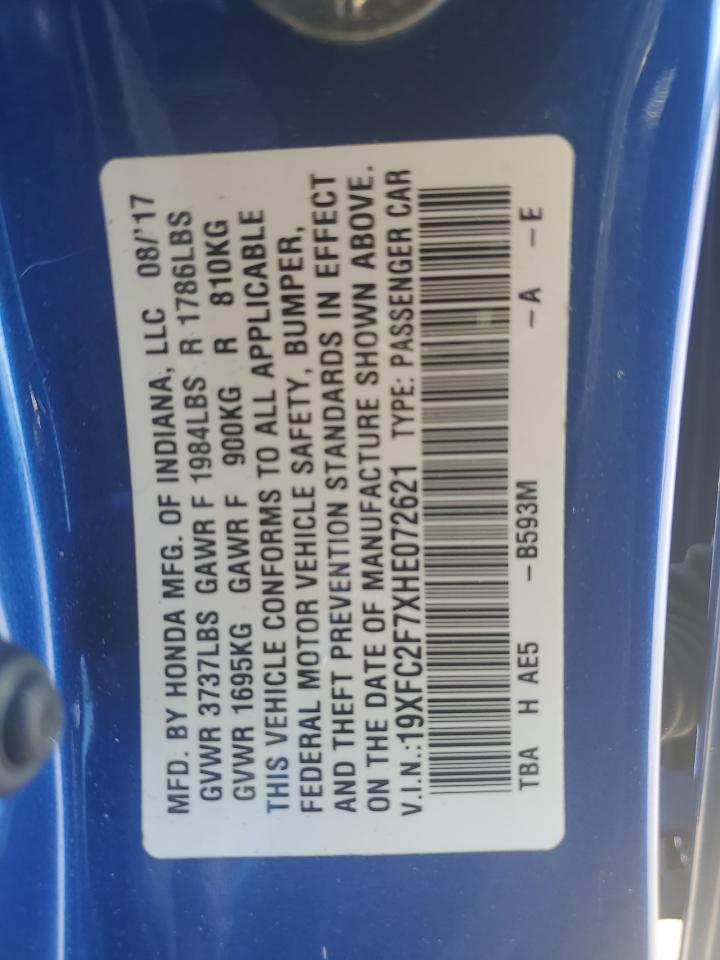 MFD. BY HONDA MFG. OF INDIANA, LLC 08/'17
GVWR 3737LBS GAWR F 1984LBS R 1786LBS
GVWR 1695KG GAWR F 900KG R 810KG
THIS VEHICLE CONFORMS TO ALL APPLICABLE
FEDERAL MOTOR VEHICLE SAFETY, BUMPER,
AND THEFT PREVENTION STANDARDS IN EFFECT
ON THE DATE OF MANUFACTURE SHOWN ABOVE.
V.I.N.:19XFC2F7XHE072621 TYPE: PASSENGER CAR
TBA H AE5 -B593M -A -E